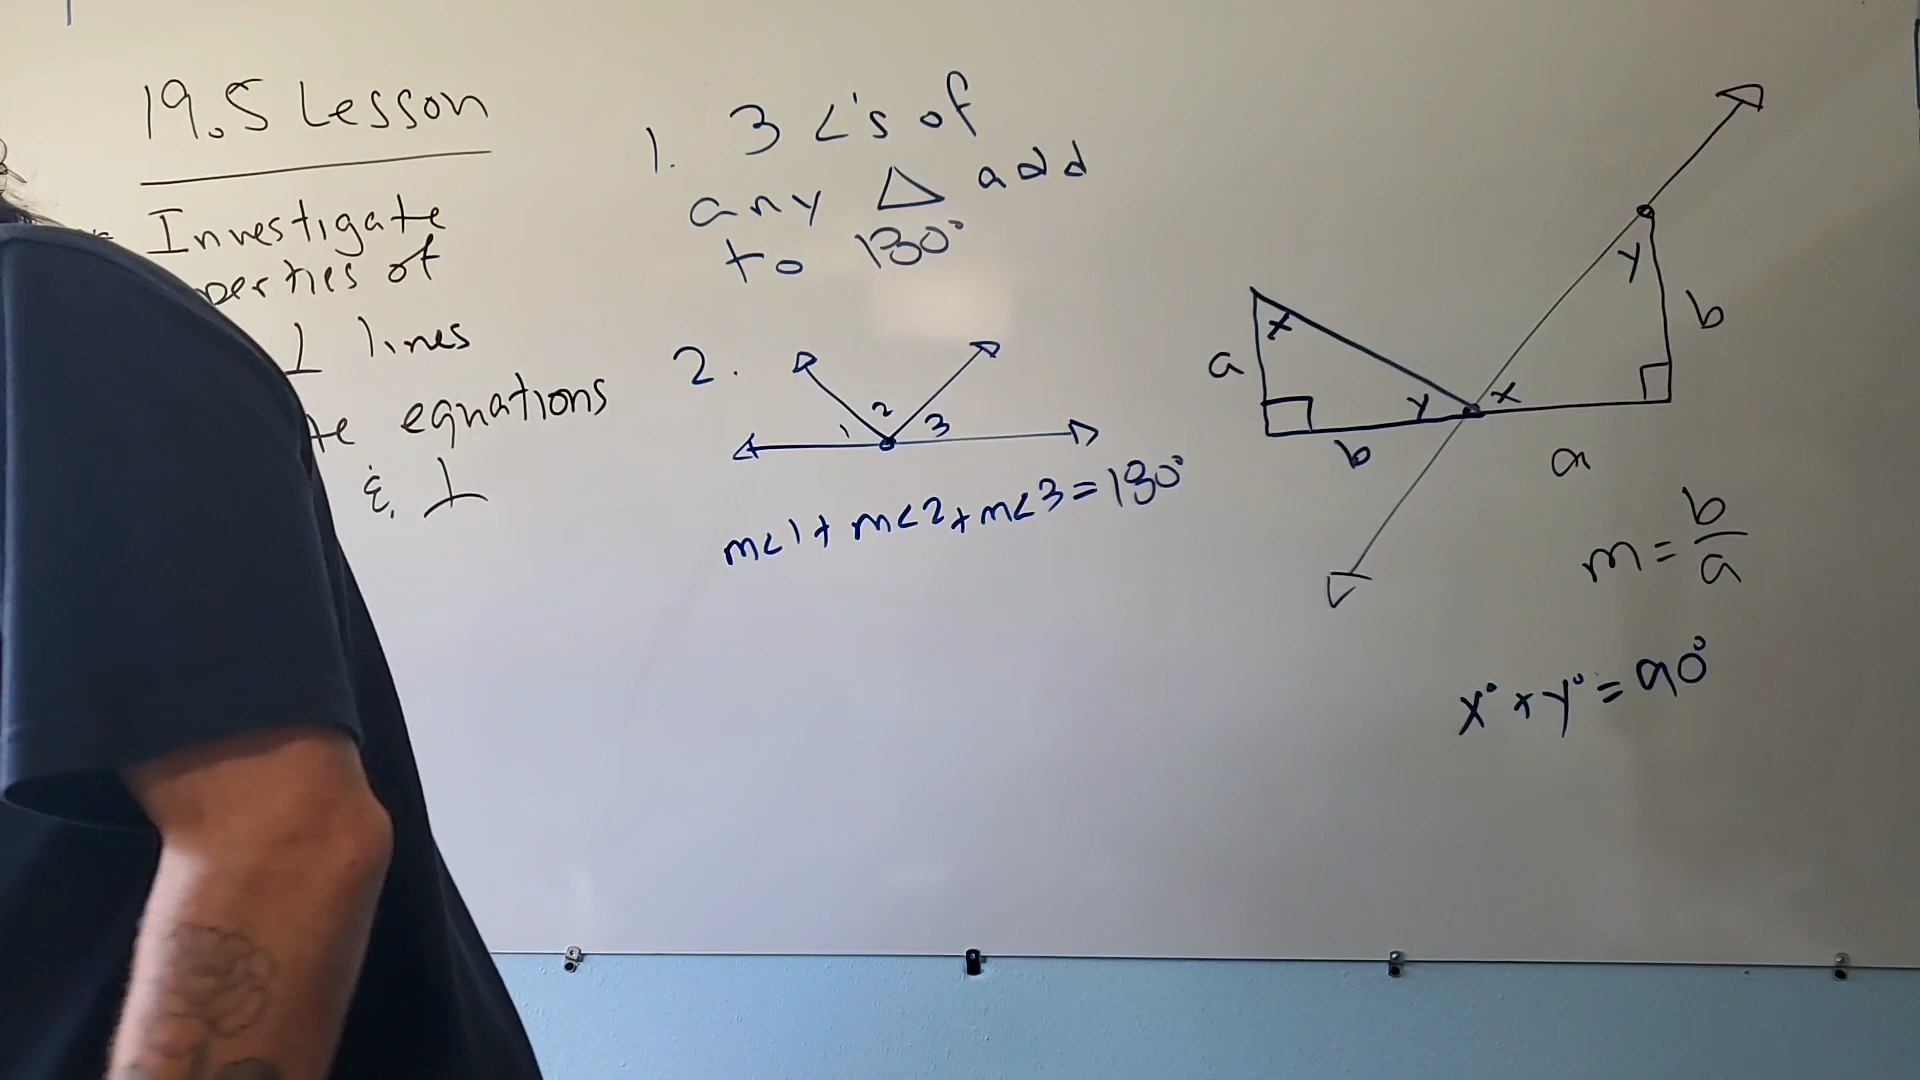 19.5 Lesson
Investigate
perties of
⊥ lines
te equations
& ⊥
1. 3 <'s of
any △ add
to 180°
2.
1 2 3
m<1 + m<2 + m<3 = 180°
x
a
y
b
x
y
b
a
m = b/a
x° + y° = 90°